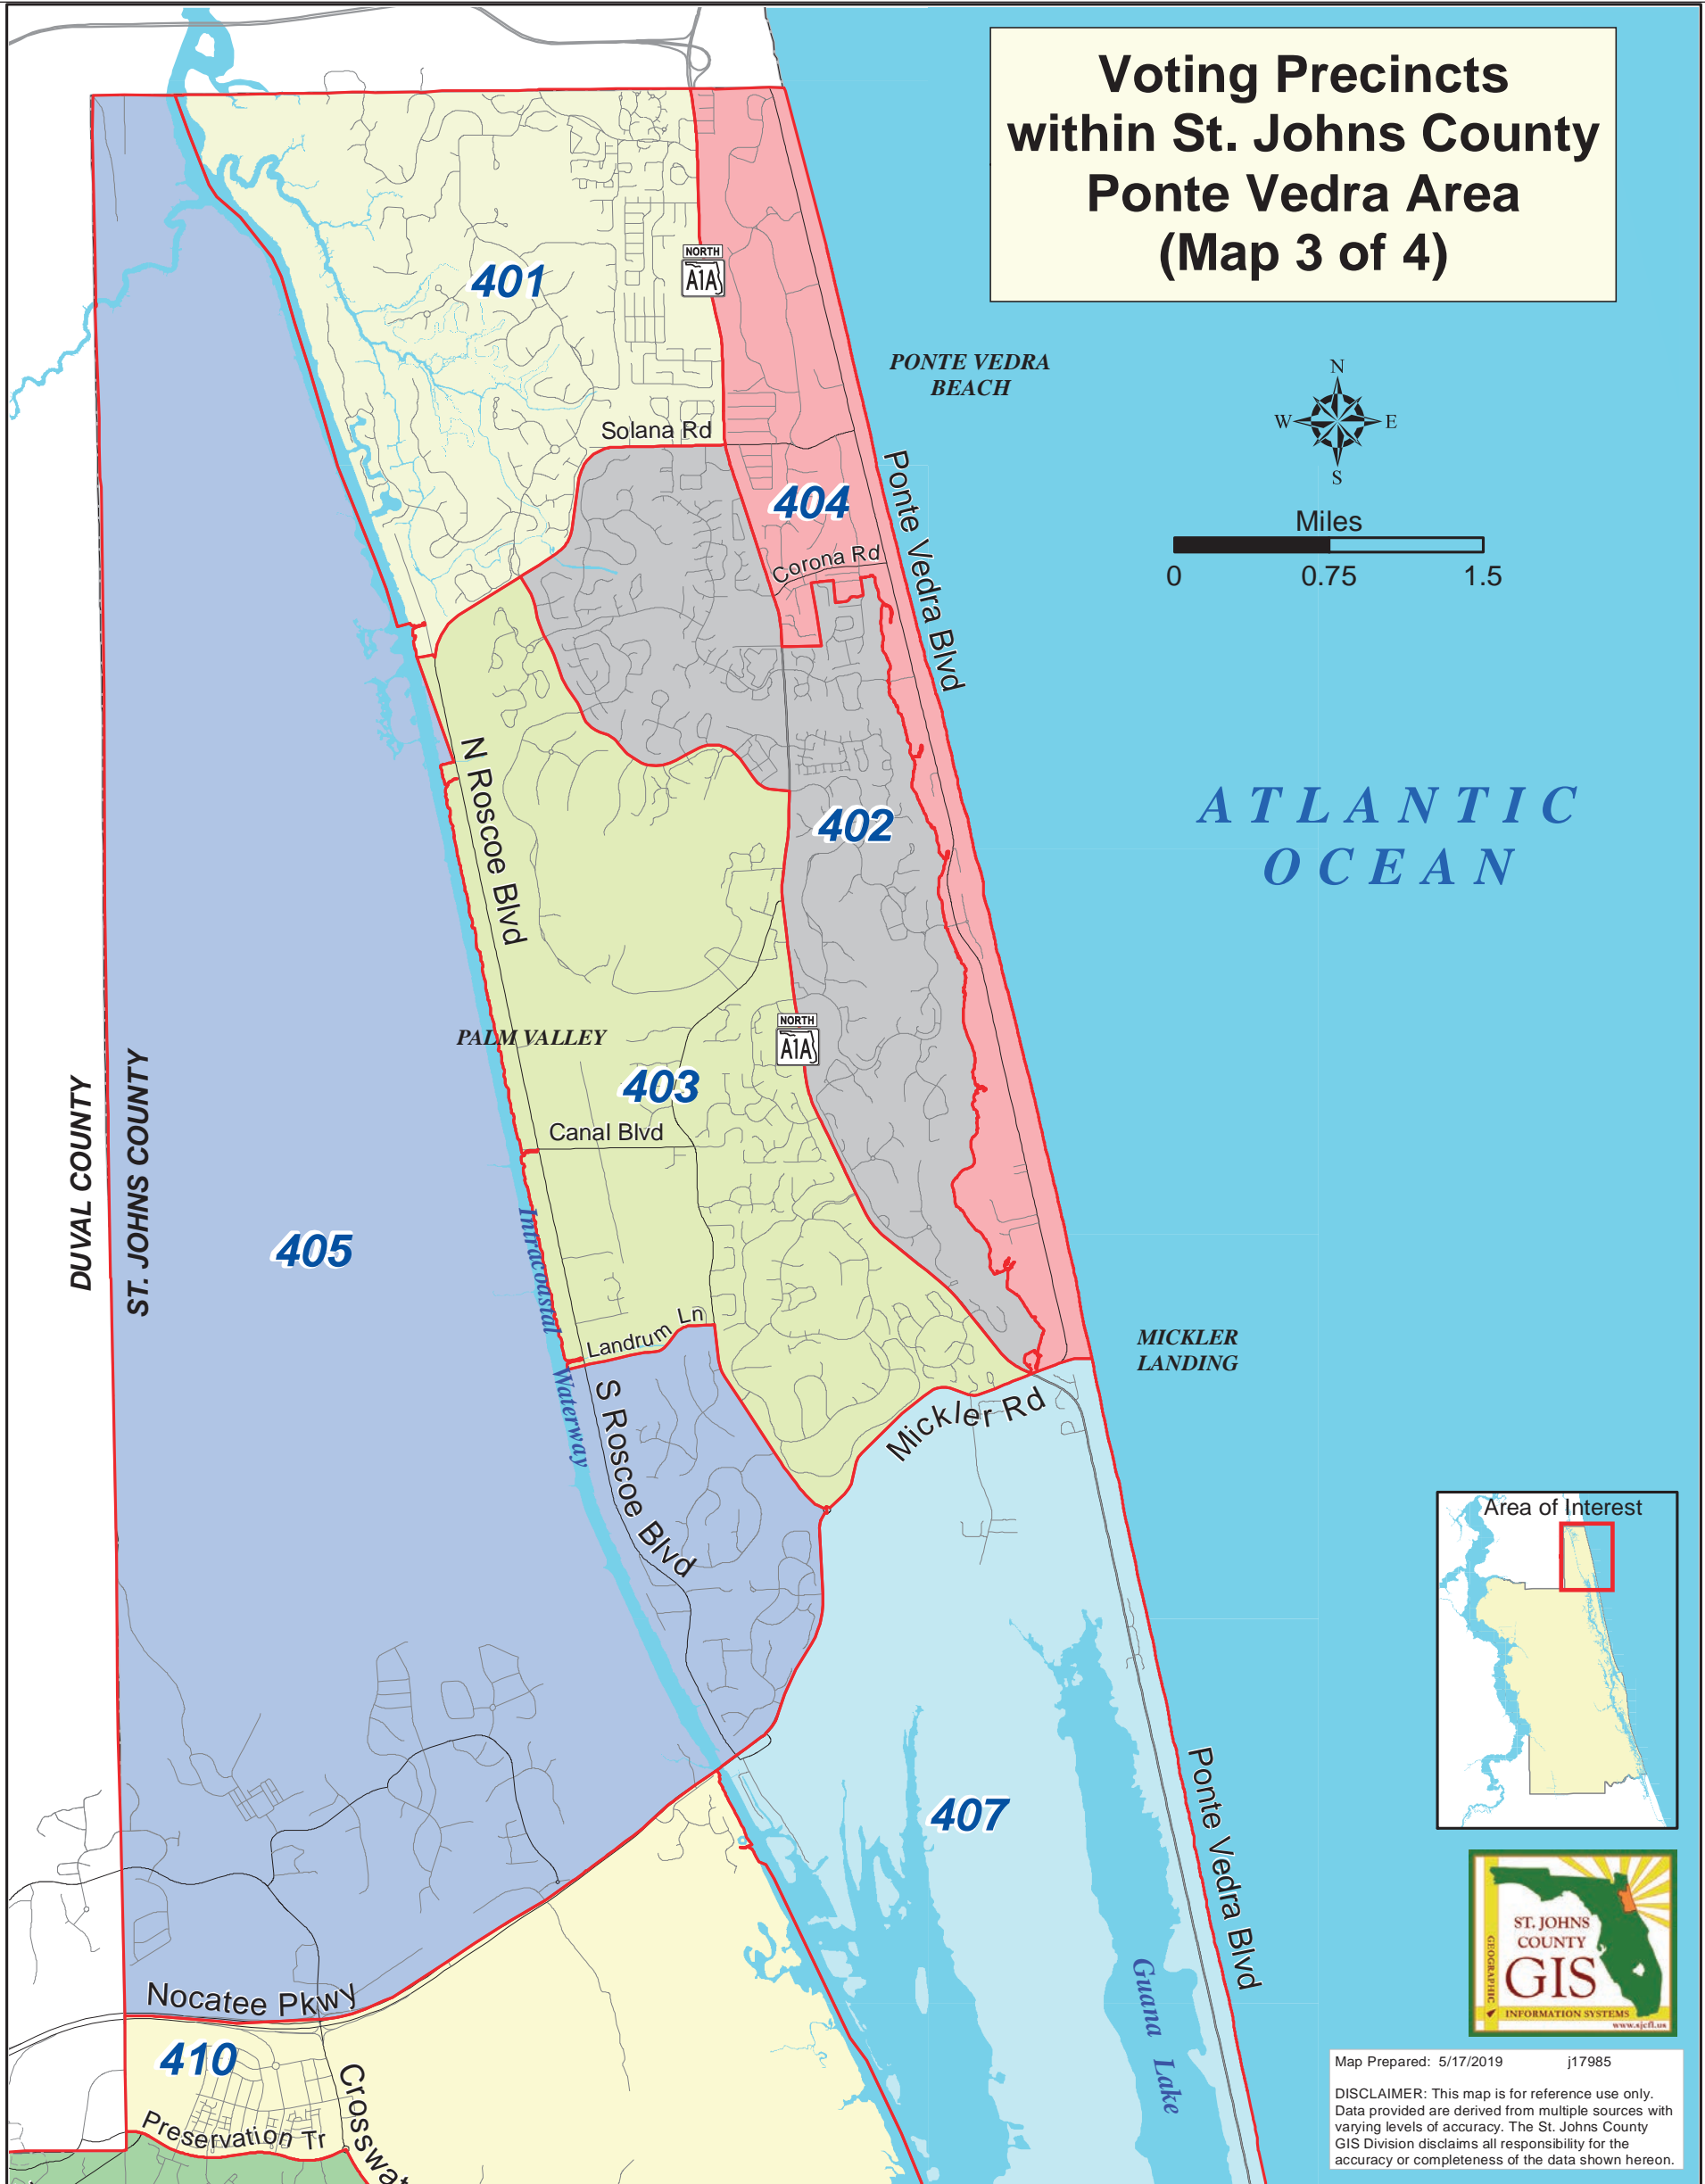 Voting Precincts
within St. Johns County
Ponte Vedra Area
(Map 3 of 4)
401
NORTH
A1A
PONTE VEDRA
BEACH
N
W
E
S
Solana Rd
404
Ponte Vedra Blvd
Miles
0
0.75
1.5
Corona Rd
N Roscoe Blvd
402
ATLANTIC
OCEAN
PALM VALLEY
NORTH
A1A
403
DUVAL COUNTY
ST. JOHNS COUNTY
Canal Blvd
405
Intracoastal
Waterway
Landrum Ln
MICKLER
LANDING
S Roscoe Blvd
Mickler Rd
Area of Interest
407
Ponte Vedra Blvd
Guana Lake
ST. JOHNS
COUNTY
GIS
GEOGRAPHIC
INFORMATION SYSTEMS
www.sjcfl.us
Nocatee Pkwy
410
Crosswat
Preservation Tr
Map Prepared: 5/17/2019
j17985
DISCLAIMER: This map is for reference use only.
Data provided are derived from multiple sources with
varying levels of accuracy. The St. Johns County
GIS Division disclaims all responsibility for the
accuracy or completeness of the data shown hereon.